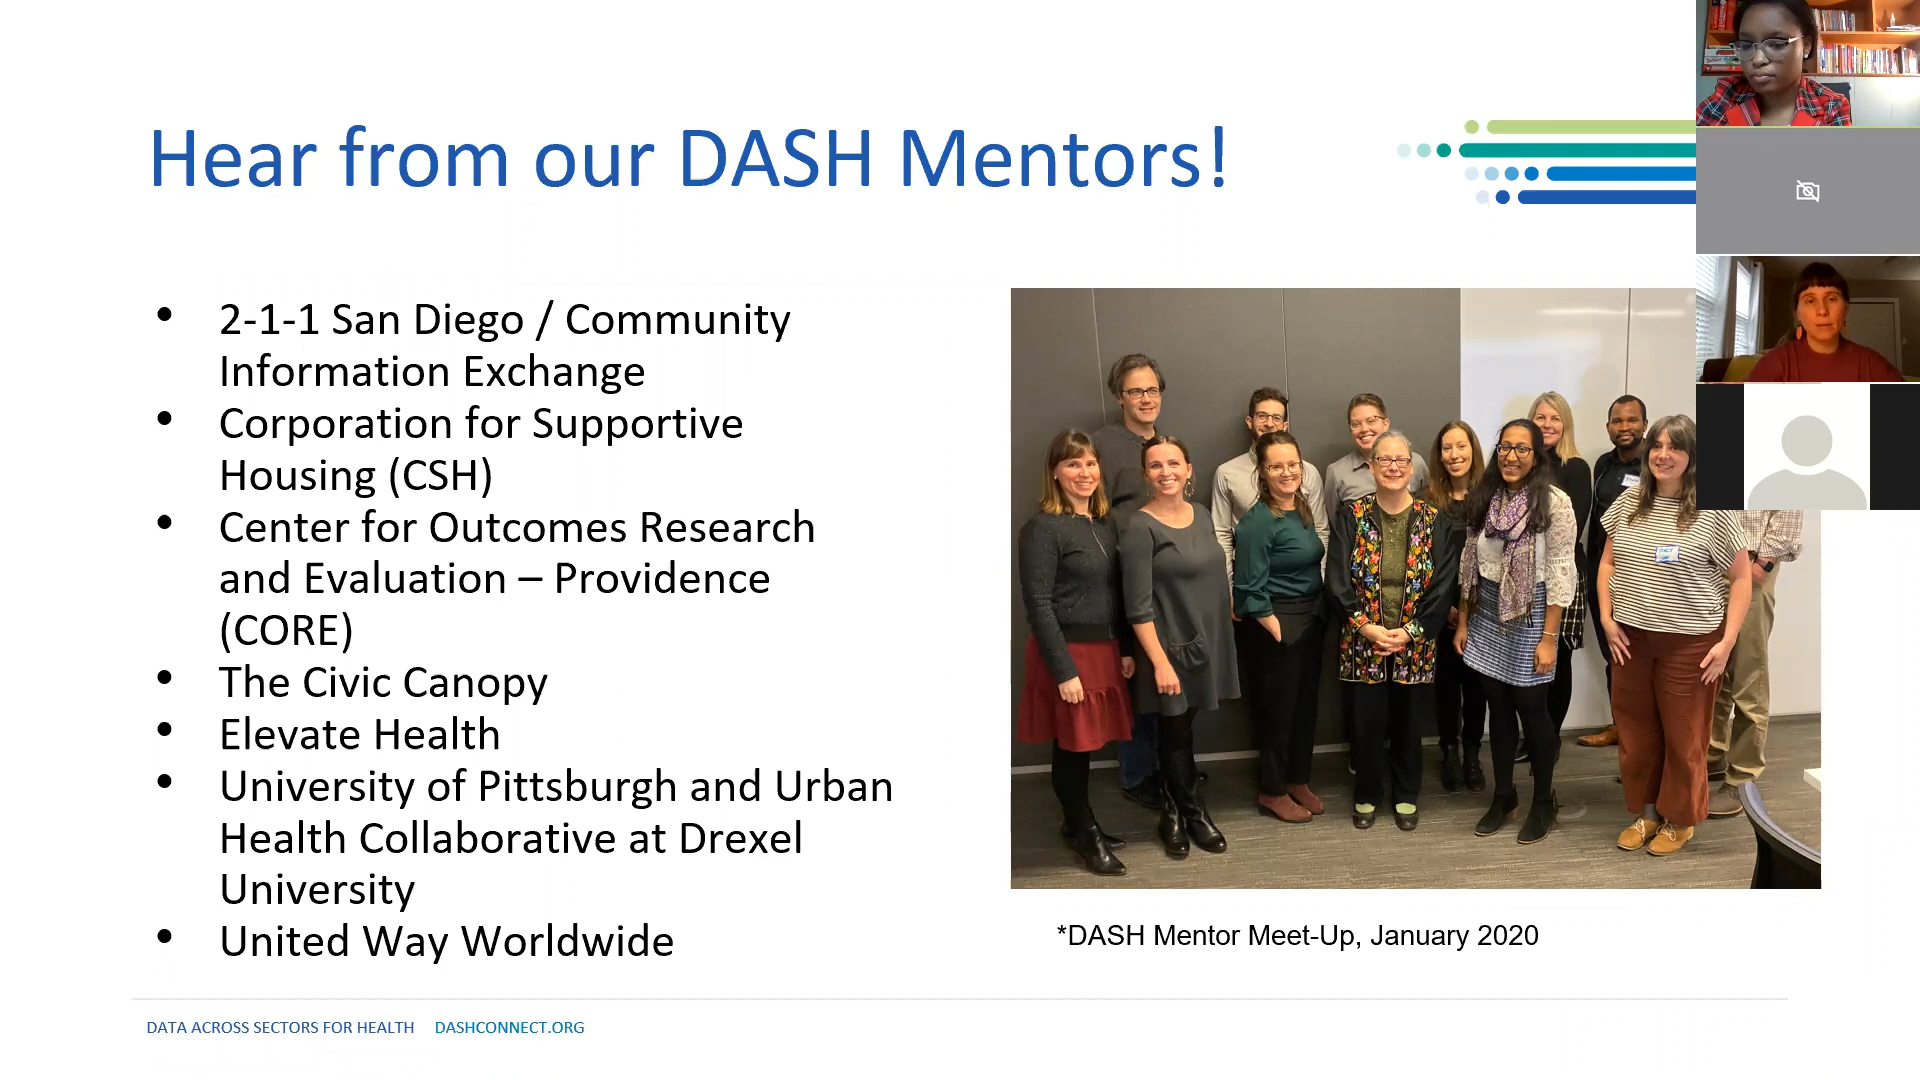 Hear from our DASH Mentors!
• 2-1-1 San Diego / Community
Information Exchange
• Corporation for Supportive
Housing (CSH)
• Center for Outcomes Research
and Evaluation – Providence
(CORE)
• The Civic Canopy
• Elevate Health
• University of Pittsburgh and Urban
Health Collaborative at Drexel
University
• United Way Worldwide
*DASH Mentor Meet-Up, January 2020
DATA ACROSS SECTORS FOR HEALTH DASHCONNECT.ORG